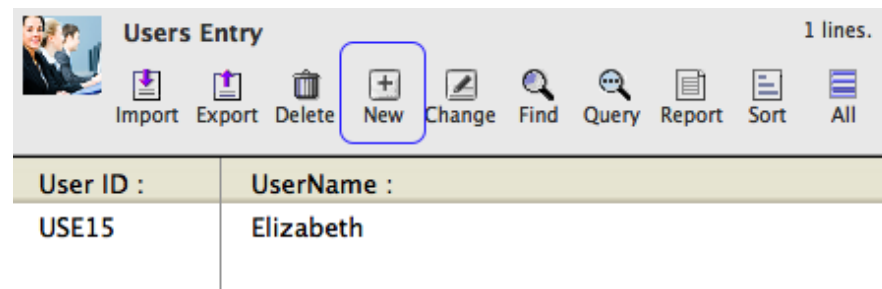 Users Entry 1 lines.
Import Export Delete New Change Find Query Report Sort All
User ID : UserName :
USE15 Elizabeth